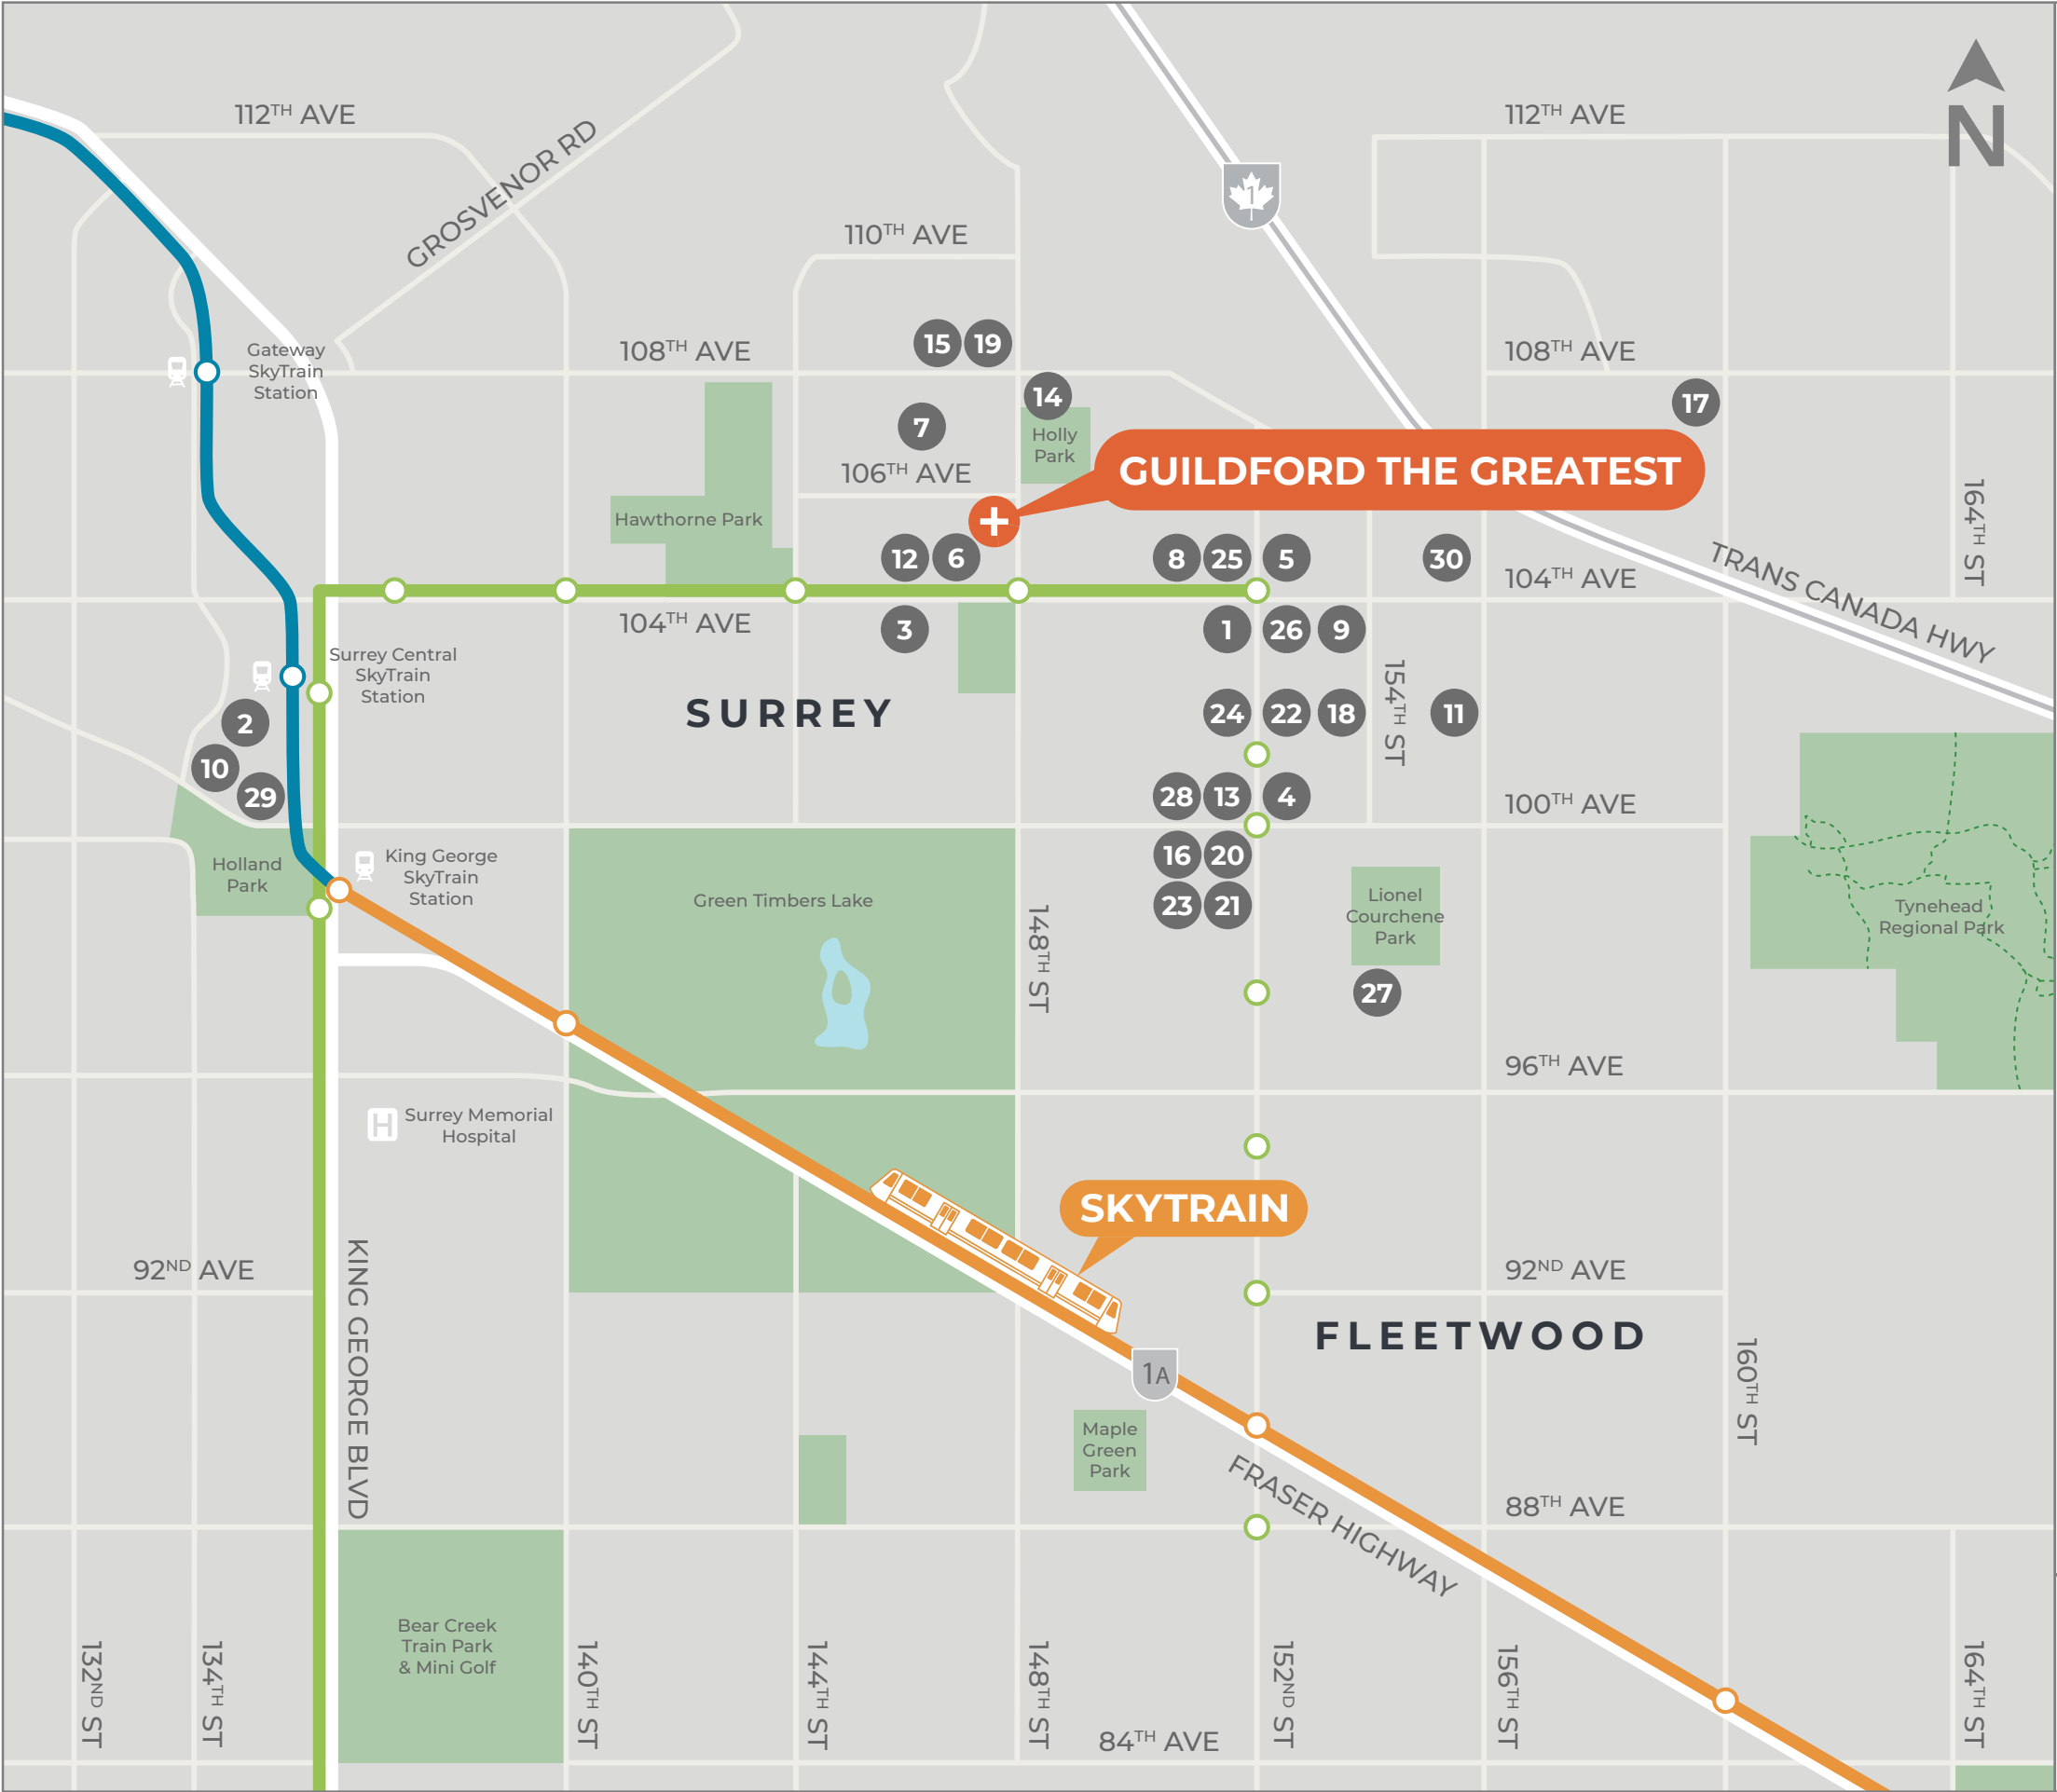 112TH AVE
112TH AVE
N
GROSVENOR RD
1
110TH AVE
Gateway
SkyTrain
Station
108TH AVE
15
19
108TH AVE
14
17
7
Holly
Park
106TH AVE
GUILDFORD THE GREATEST
Hawthorne Park
164TH ST
12
6
8
25
5
30
104TH AVE
TRANS CANADA HWY
104TH AVE
3
1
26
9
Surrey Central
SkyTrain
Station
SURREY
154TH ST
24
22
18
11
2
10
29
28
13
4
100TH AVE
Holland
Park
King George
SkyTrain
Station
16
20
Green Timbers Lake
23
21
148TH ST
Lionel
Courchene
Park
Tynehead
Regional Park
27
96TH AVE
H
Surrey Memorial
Hospital
SKYTRAIN
92ND AVE
KING GEORGE BLVD
92ND AVE
FLEETWOOD
160TH ST
1A
Maple
Green
Park
FRASER HIGHWAY
88TH AVE
Bear Creek
Train Park
& Mini Golf
132ND ST
134TH ST
140TH ST
144TH ST
148TH ST
152ND ST
156TH ST
164TH ST
84TH AVE